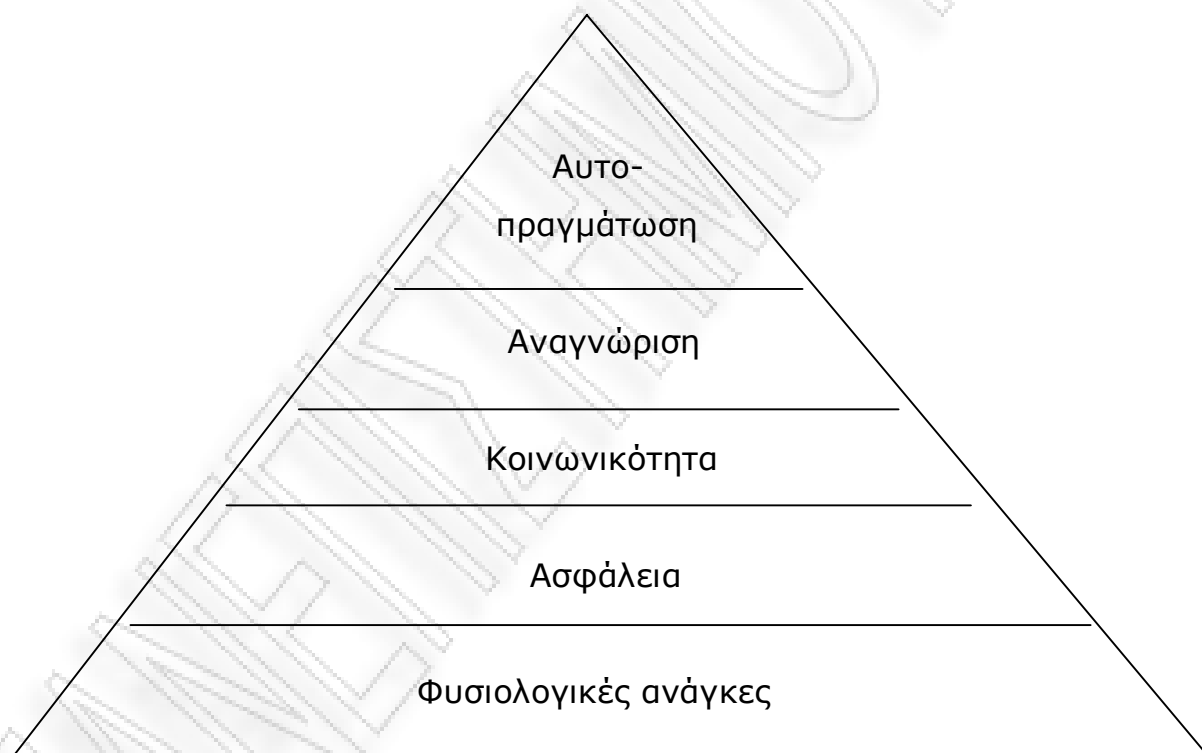 Αυτο-
πραγμάτωση
Αναγνώριση
Κοινωνικότητα
Ασφάλεια
Φυσιολογικές ανάγκες